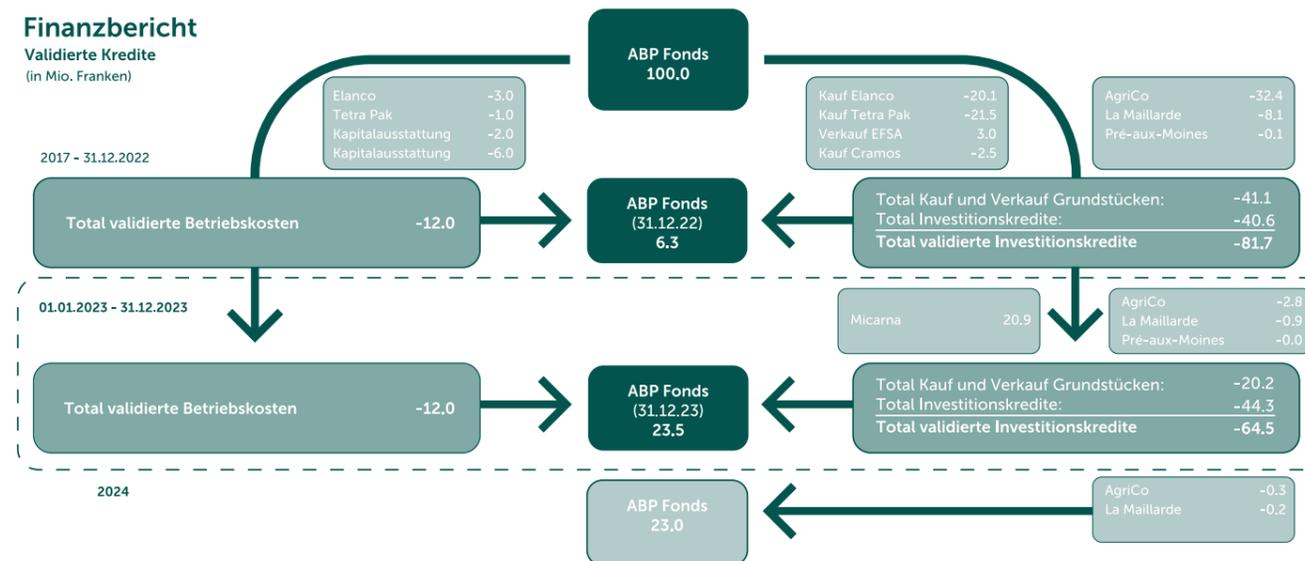 Finanzbericht
Validierte Kredite
(in Mio. Franken)
ABP Fonds
100.0
Elanco -3.0
Tetra Pak -1.0
Kapitalausstattung -2.0
Kapitalausstattung -6.0
Kauf Elanco -20.1
Kauf Tetra Pak -21.5
Verkauf EFSA 3.0
Kauf Cramos -2.5
AgriCo -32.4
La Maillarde -8.1
Pré-aux-Moines -0.1
2017 - 31.12.2022
Total validierte Betriebskosten -12.0
ABP Fonds
(31.12.22)
6.3
Total Kauf und Verkauf Grundstücken: -41.1
Total Investitionskredite: -40.6
Total validierte Investitionskredite -81.7
01.01.2023 - 31.12.2023
Micarna 20.9
AgriCo -2.8
La Maillarde -0.9
Pré-aux-Moines -0.0
Total validierte Betriebskosten -12.0
ABP Fonds
(31.12.23)
23.5
Total Kauf und Verkauf Grundstücken: -20.2
Total Investitionskredite: -44.3
Total validierte Investitionskredite -64.5
2024
ABP Fonds
23.0
AgriCo -0.3
La Maillarde -0.2